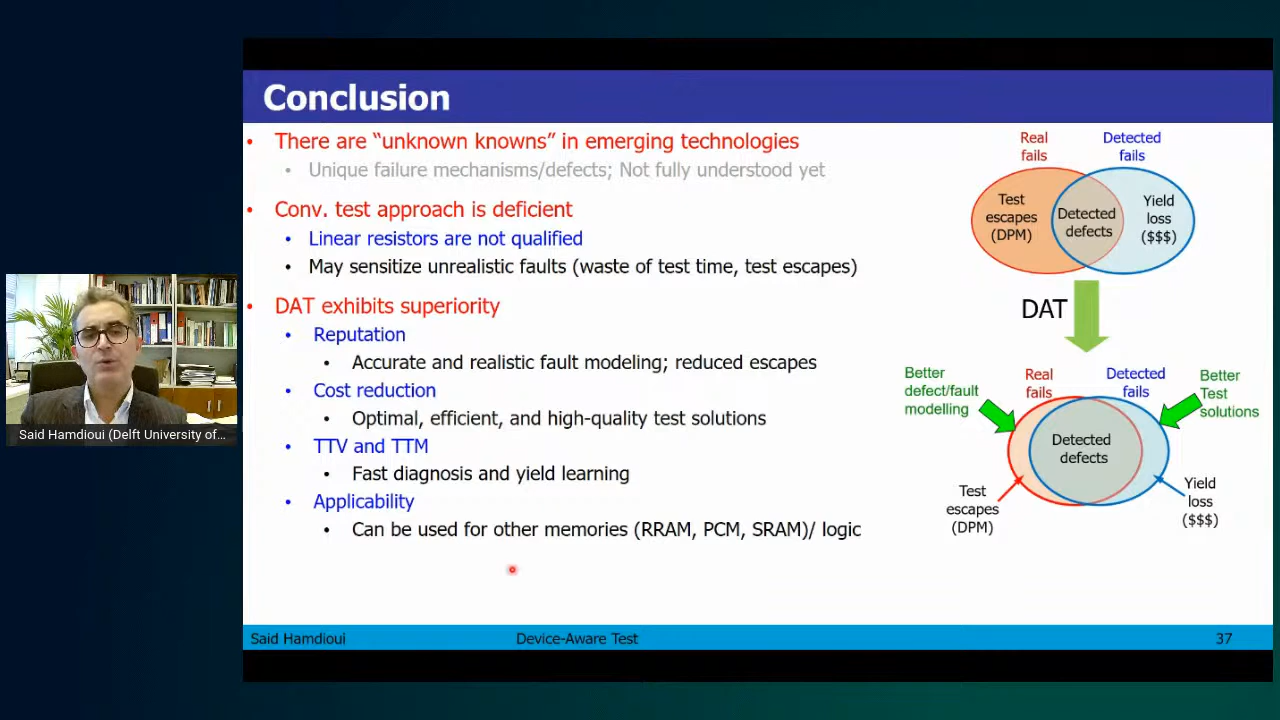 Conclusion
• There are “unknown knowns” in emerging technologies
• Unique failure mechanisms/defects; Not fully understood yet
• Conv. test approach is deficient
• Linear resistors are not qualified
• May sensitize unrealistic faults (waste of test time, test escapes)
• DAT exhibits superiority
• Reputation
• Accurate and realistic fault modeling; reduced escapes
• Cost reduction
• Optimal, efficient, and high-quality test solutions
• TTV and TTM
• Fast diagnosis and yield learning
• Applicability
• Can be used for other memories (RRAM, PCM, SRAM)/ logic
Real
fails
Detected
fails
Test
escapes
(DPM)
Detected
defects
Yield
loss
($$$)
DAT
Better
defect/fault
modelling
Real
fails
Detected
fails
Better
Test
solutions
Detected
defects
Test
escapes
(DPM)
Yield
loss
($$$)
Said Hamdioui (Delft University of...
Said Hamdioui
Device-Aware Test
37